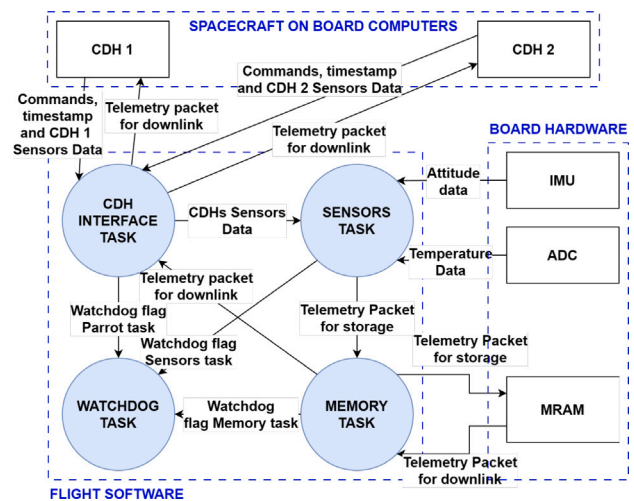 SPACECRAFT ON BOARD COMPUTERS
CDH 1
CDH 2
Commands, timestamp
and CDH 2 Sensors Data
Commands,
timestamp
and CDH 1
Sensors Data
Telemetry packet
for downlink
Telemetry packet
for downlink
BOARD HARDWARE
Attitude
data
IMU
CDH
INTERFACE
TASK
CDHs Sensors
Data
SENSORS
TASK
Temperature
Data
ADC
Telemetry packet
for downlink
Watchdog flag
Parrot task
Telemetry Packet
for storage
Watchdog flag
Sensors task
Telemetry Packet
for storage
WATCHDOG
TASK
Watchdog
flag Memory task
MEMORY
TASK
MRAM
Telemetry Packet
for downlink
FLIGHT SOFTWARE